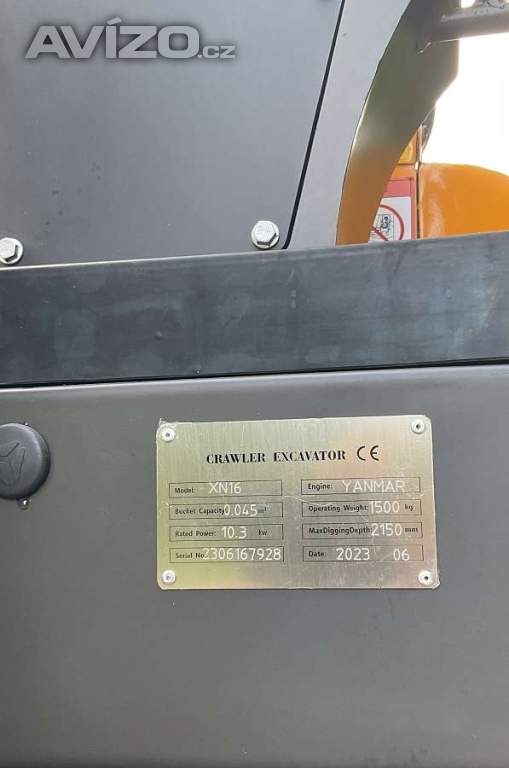 AVÍZO.cz
CRAWLER EXCAVATOR CE
Model: XN16 Engine: YANMAR
Bucket Capacity 0.045 m³ Operating Weight: 1500 kg
Rated Power: 10.3 kw MaxDiggingDepth: 2150 mm
Serial No. 2306167928 Date: 2023 06